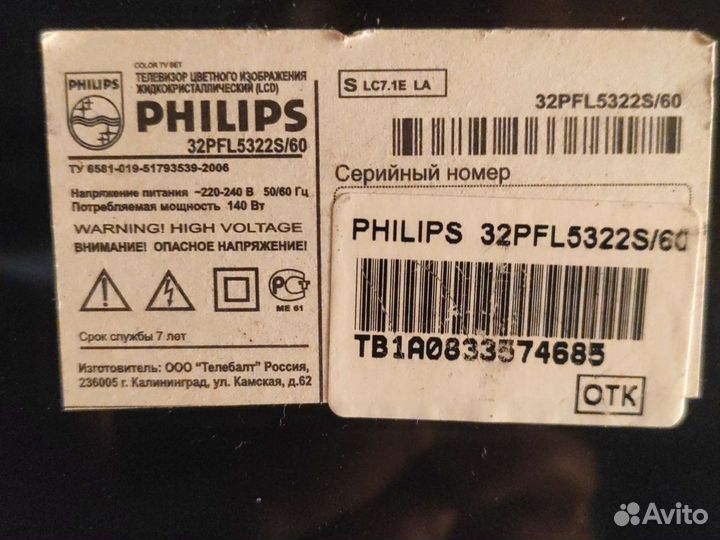 COLOR TV SET
ТЕЛЕВИЗОР ЦВЕТНОГО ИЗОБРАЖЕНИЯ
ЖИДКОКРИСТАЛЛИЧЕСКИЙ (LCD)
PHILIPS
PHILIPS
32PFL5322S/60
ТУ 6581-019-51793539-2006
Напряжение питания ~220-240 В 50/60 Гц
Потребляемая мощность 140 Вт
WARNING! HIGH VOLTAGE
ВНИМАНИЕ! ОПАСНОЕ НАПРЯЖЕНИЕ!
РСТ
ME 61
Срок службы 7 лет
Изготовитель: ООО "Телебалт" Россия,
236005 г. Калининград, ул. Камская, д.62
S LC7.1E LA
32PFL5322S/60
Серийный номер
PHILIPS 32PFL5322S/60
TB1A0833574685
ОТК
Avito